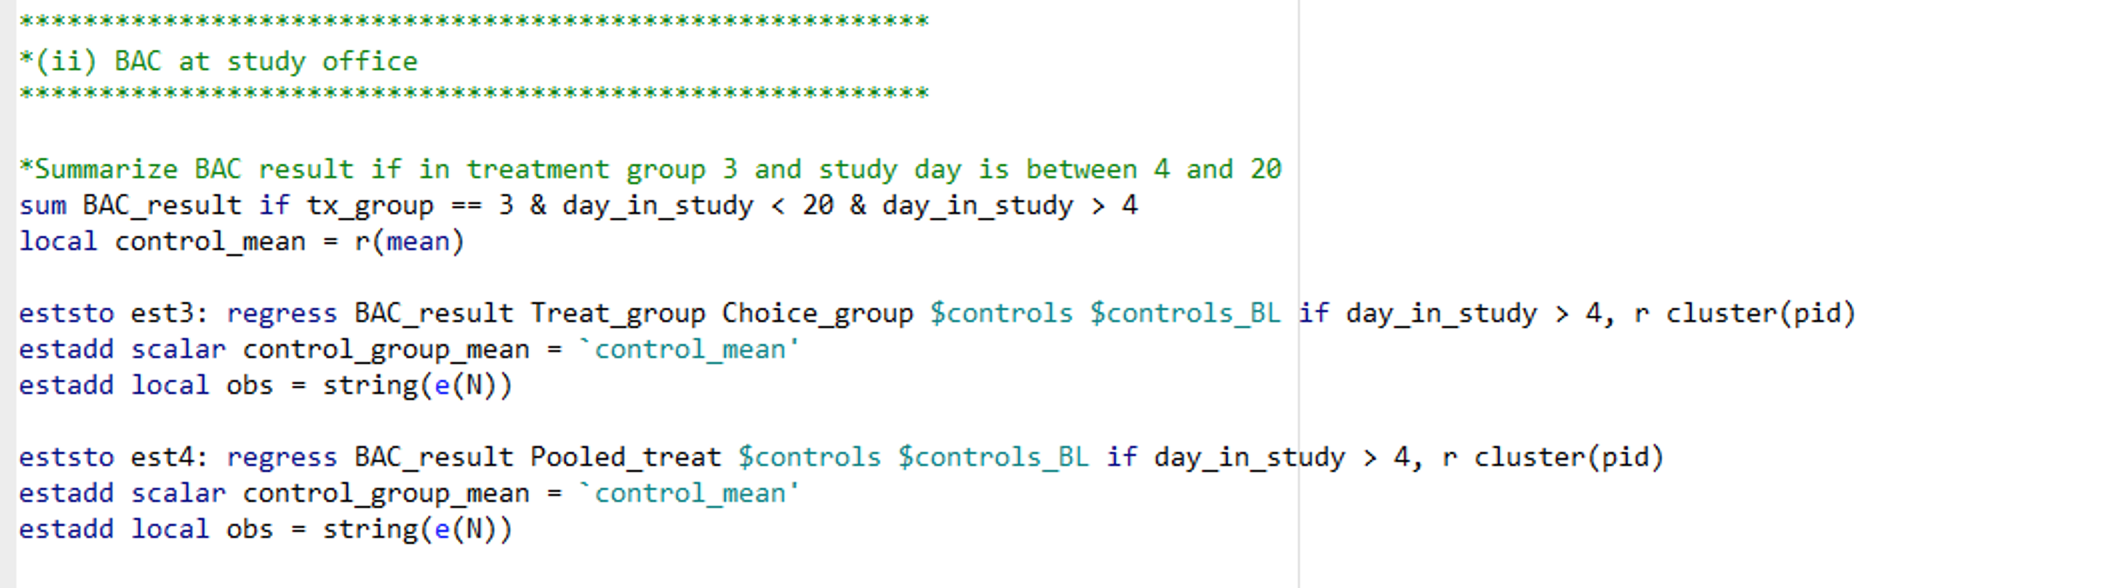 *********************************************************
*(ii) BAC at study office
*********************************************************
*Summarize BAC result if in treatment group 3 and study day is between 4 and 20
sum BAC_result if tx_group == 3 & day_in_study < 20 & day_in_study > 4
local control_mean = r(mean)
eststo est3: regress BAC_result Treat_group Choice_group $controls $controls_BL if day_in_study > 4, r cluster(pid)
estadd scalar control_group_mean = `control_mean'
estadd local obs = string(e(N))
eststo est4: regress BAC_result Pooled_treat $controls $controls_BL if day_in_study > 4, r cluster(pid)
estadd scalar control_group_mean = `control_mean'
estadd local obs = string(e(N))